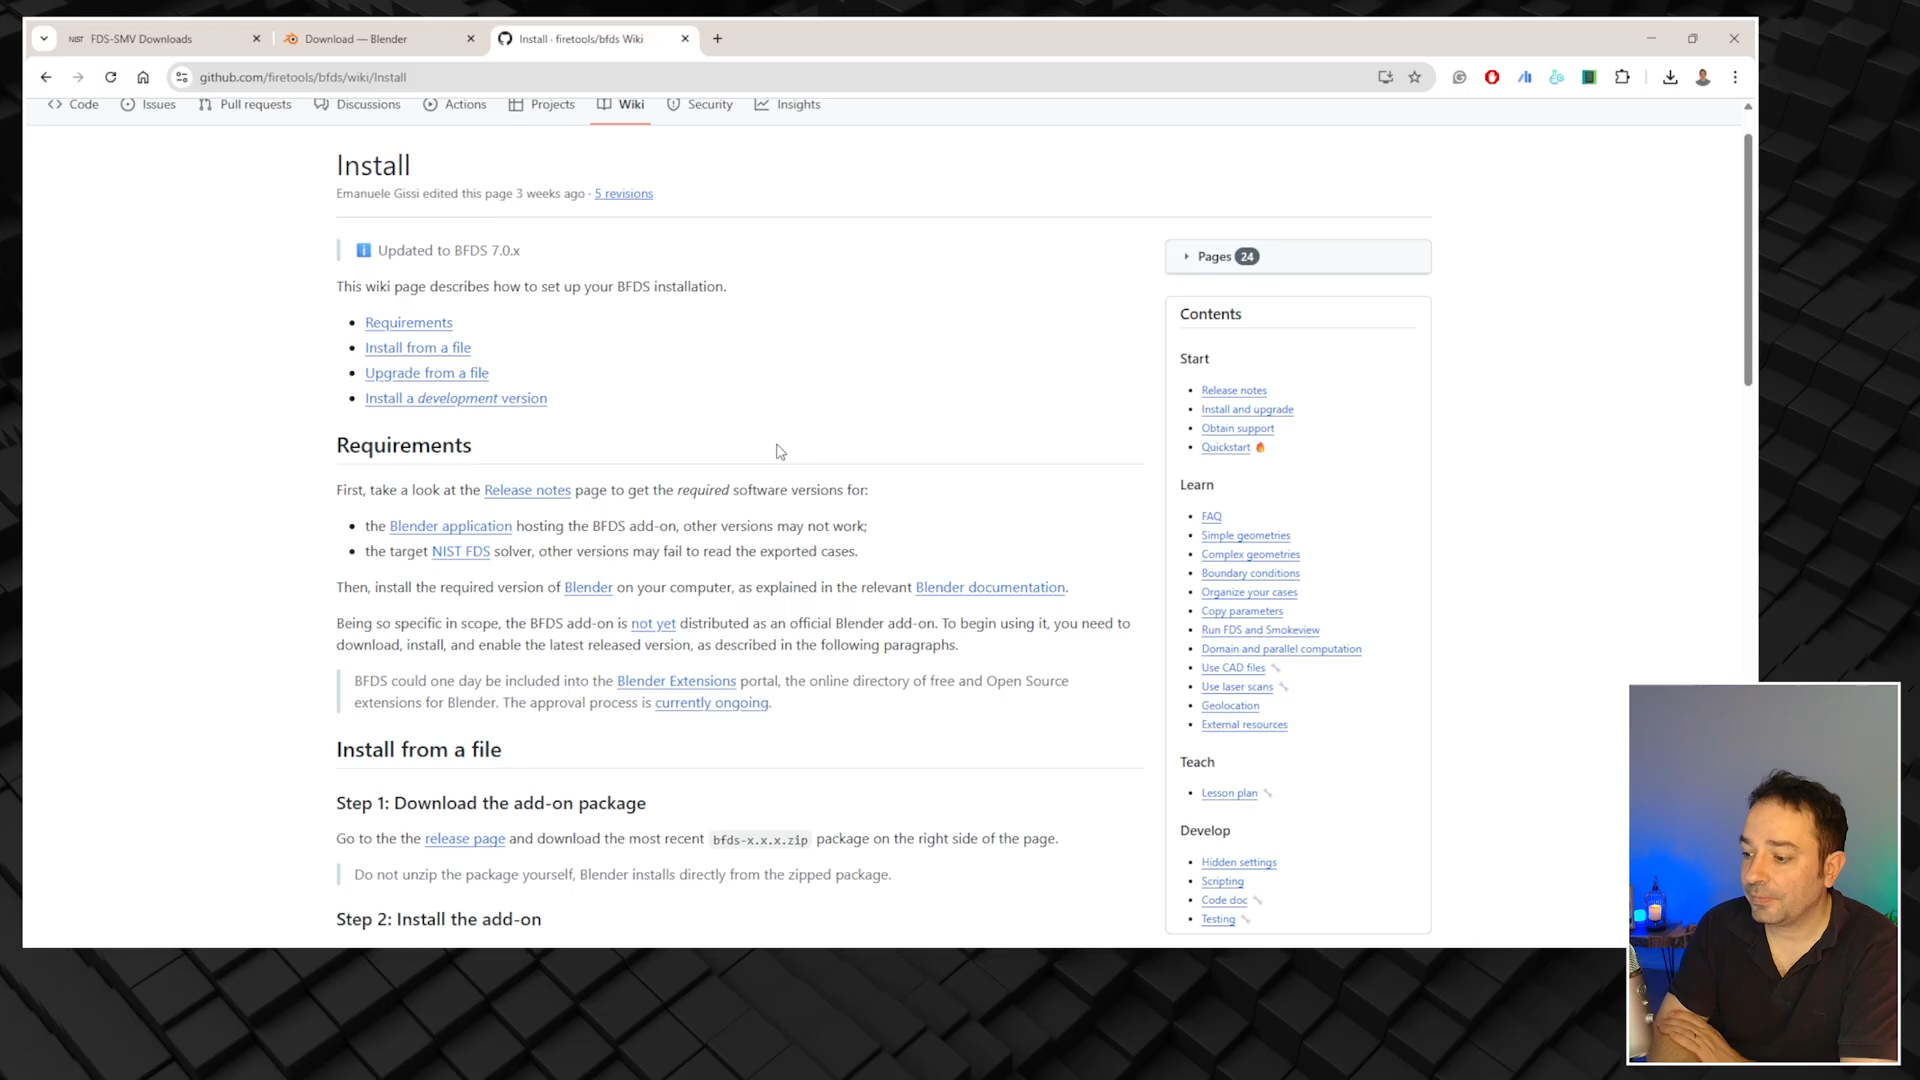 NIST FDS-SMV Downloads
Download — Blender
Install · firetools/bfds Wiki
github.com/firetools/bfds/wiki/Install
Code Issues Pull requests Discussions Actions Projects Wiki Security Insights
Install
Emanuele Gissi edited this page 3 weeks ago · 5 revisions
Updated to BFDS 7.0.x
This wiki page describes how to set up your BFDS installation.
Requirements
Install from a file
Upgrade from a file
Install a development version
Requirements
First, take a look at the Release notes page to get the required software versions for:
the Blender application hosting the BFDS add-on, other versions may not work;
the target NIST FDS solver, other versions may fail to read the exported cases.
Then, install the required version of Blender on your computer, as explained in the relevant Blender documentation.
Being so specific in scope, the BFDS add-on is not yet distributed as an official Blender add-on. To begin using it, you need to
download, install, and enable the latest released version, as described in the following paragraphs.
BFDS could one day be included into the Blender Extensions portal, the online directory of free and Open Source
extensions for Blender. The approval process is currently ongoing.
Install from a file
Step 1: Download the add-on package
Go to the the release page and download the most recent bfds-x.x.x.zip package on the right side of the page.
Do not unzip the package yourself, Blender installs directly from the zipped package.
Step 2: Install the add-on
Pages 24
Contents
Start
Release notes
Install and upgrade
Obtain support
Quickstart
Learn
FAQ
Simple geometries
Complex geometries
Boundary conditions
Organize your cases
Copy parameters
Run FDS and Smokeview
Domain and parallel computation
Use CAD files
Use laser scans
Geolocation
External resources
Teach
Lesson plan
Develop
Hidden settings
Scripting
Code doc
Testing